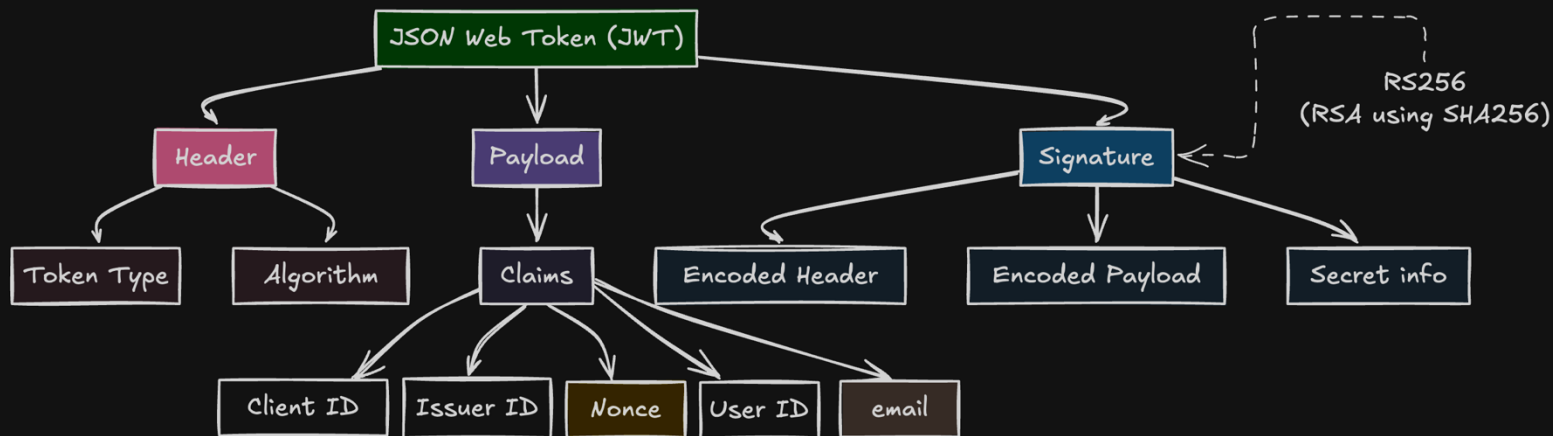 JSON Web Token (JWT)
RS256
(RSA using SHA256)
Header
Payload
Signature
Token Type
Algorithm
Claims
Encoded Header
Encoded Payload
Secret info
Client ID
Issuer ID
Nonce
User ID
email